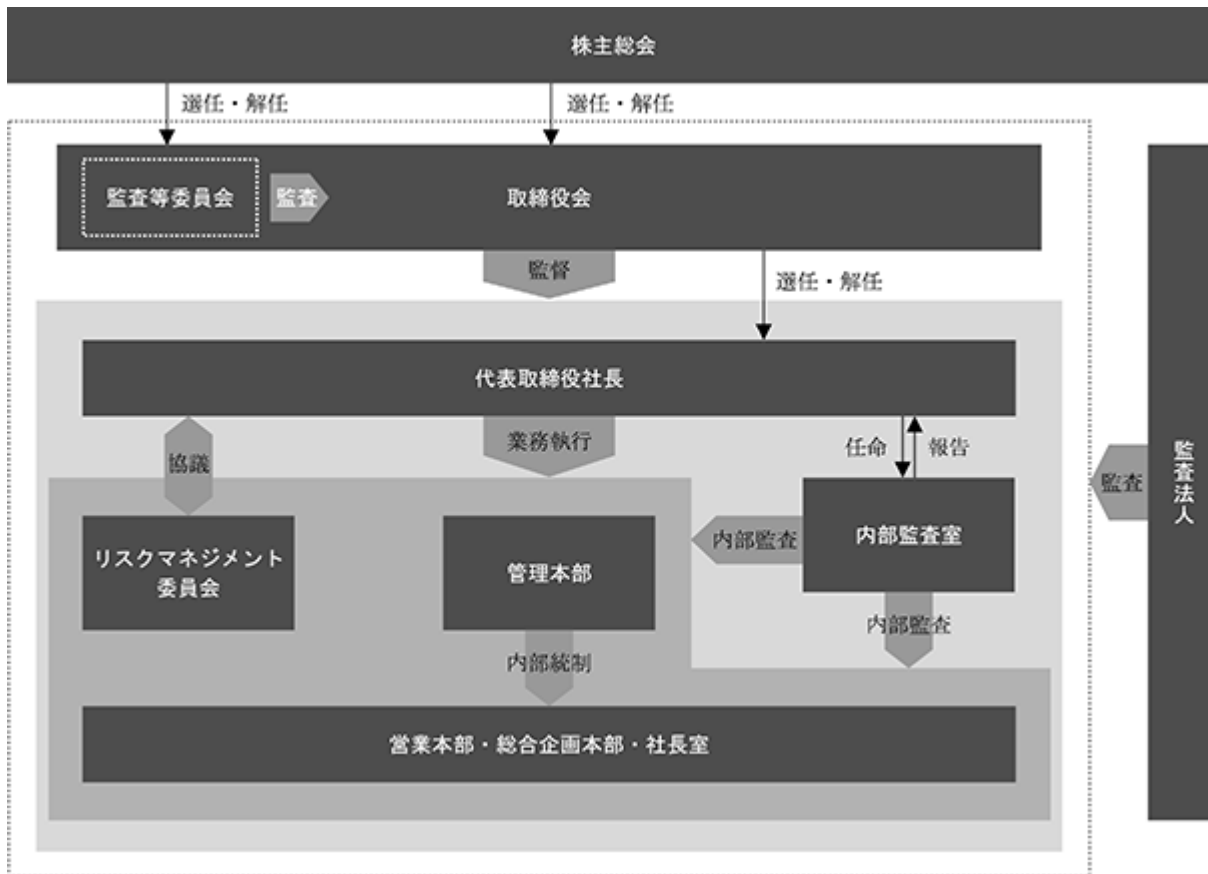 株主総会
選任・解任
選任・解任
監査等委員会
監査
取締役会
監督
選任・解任
代表取締役社長
協議
業務執行
任命
報告
監査
監査法人
リスクマネジメント
委員会
管理本部
内部監査
内部監査室
内部統制
内部監査
営業本部・総合企画本部・社長室